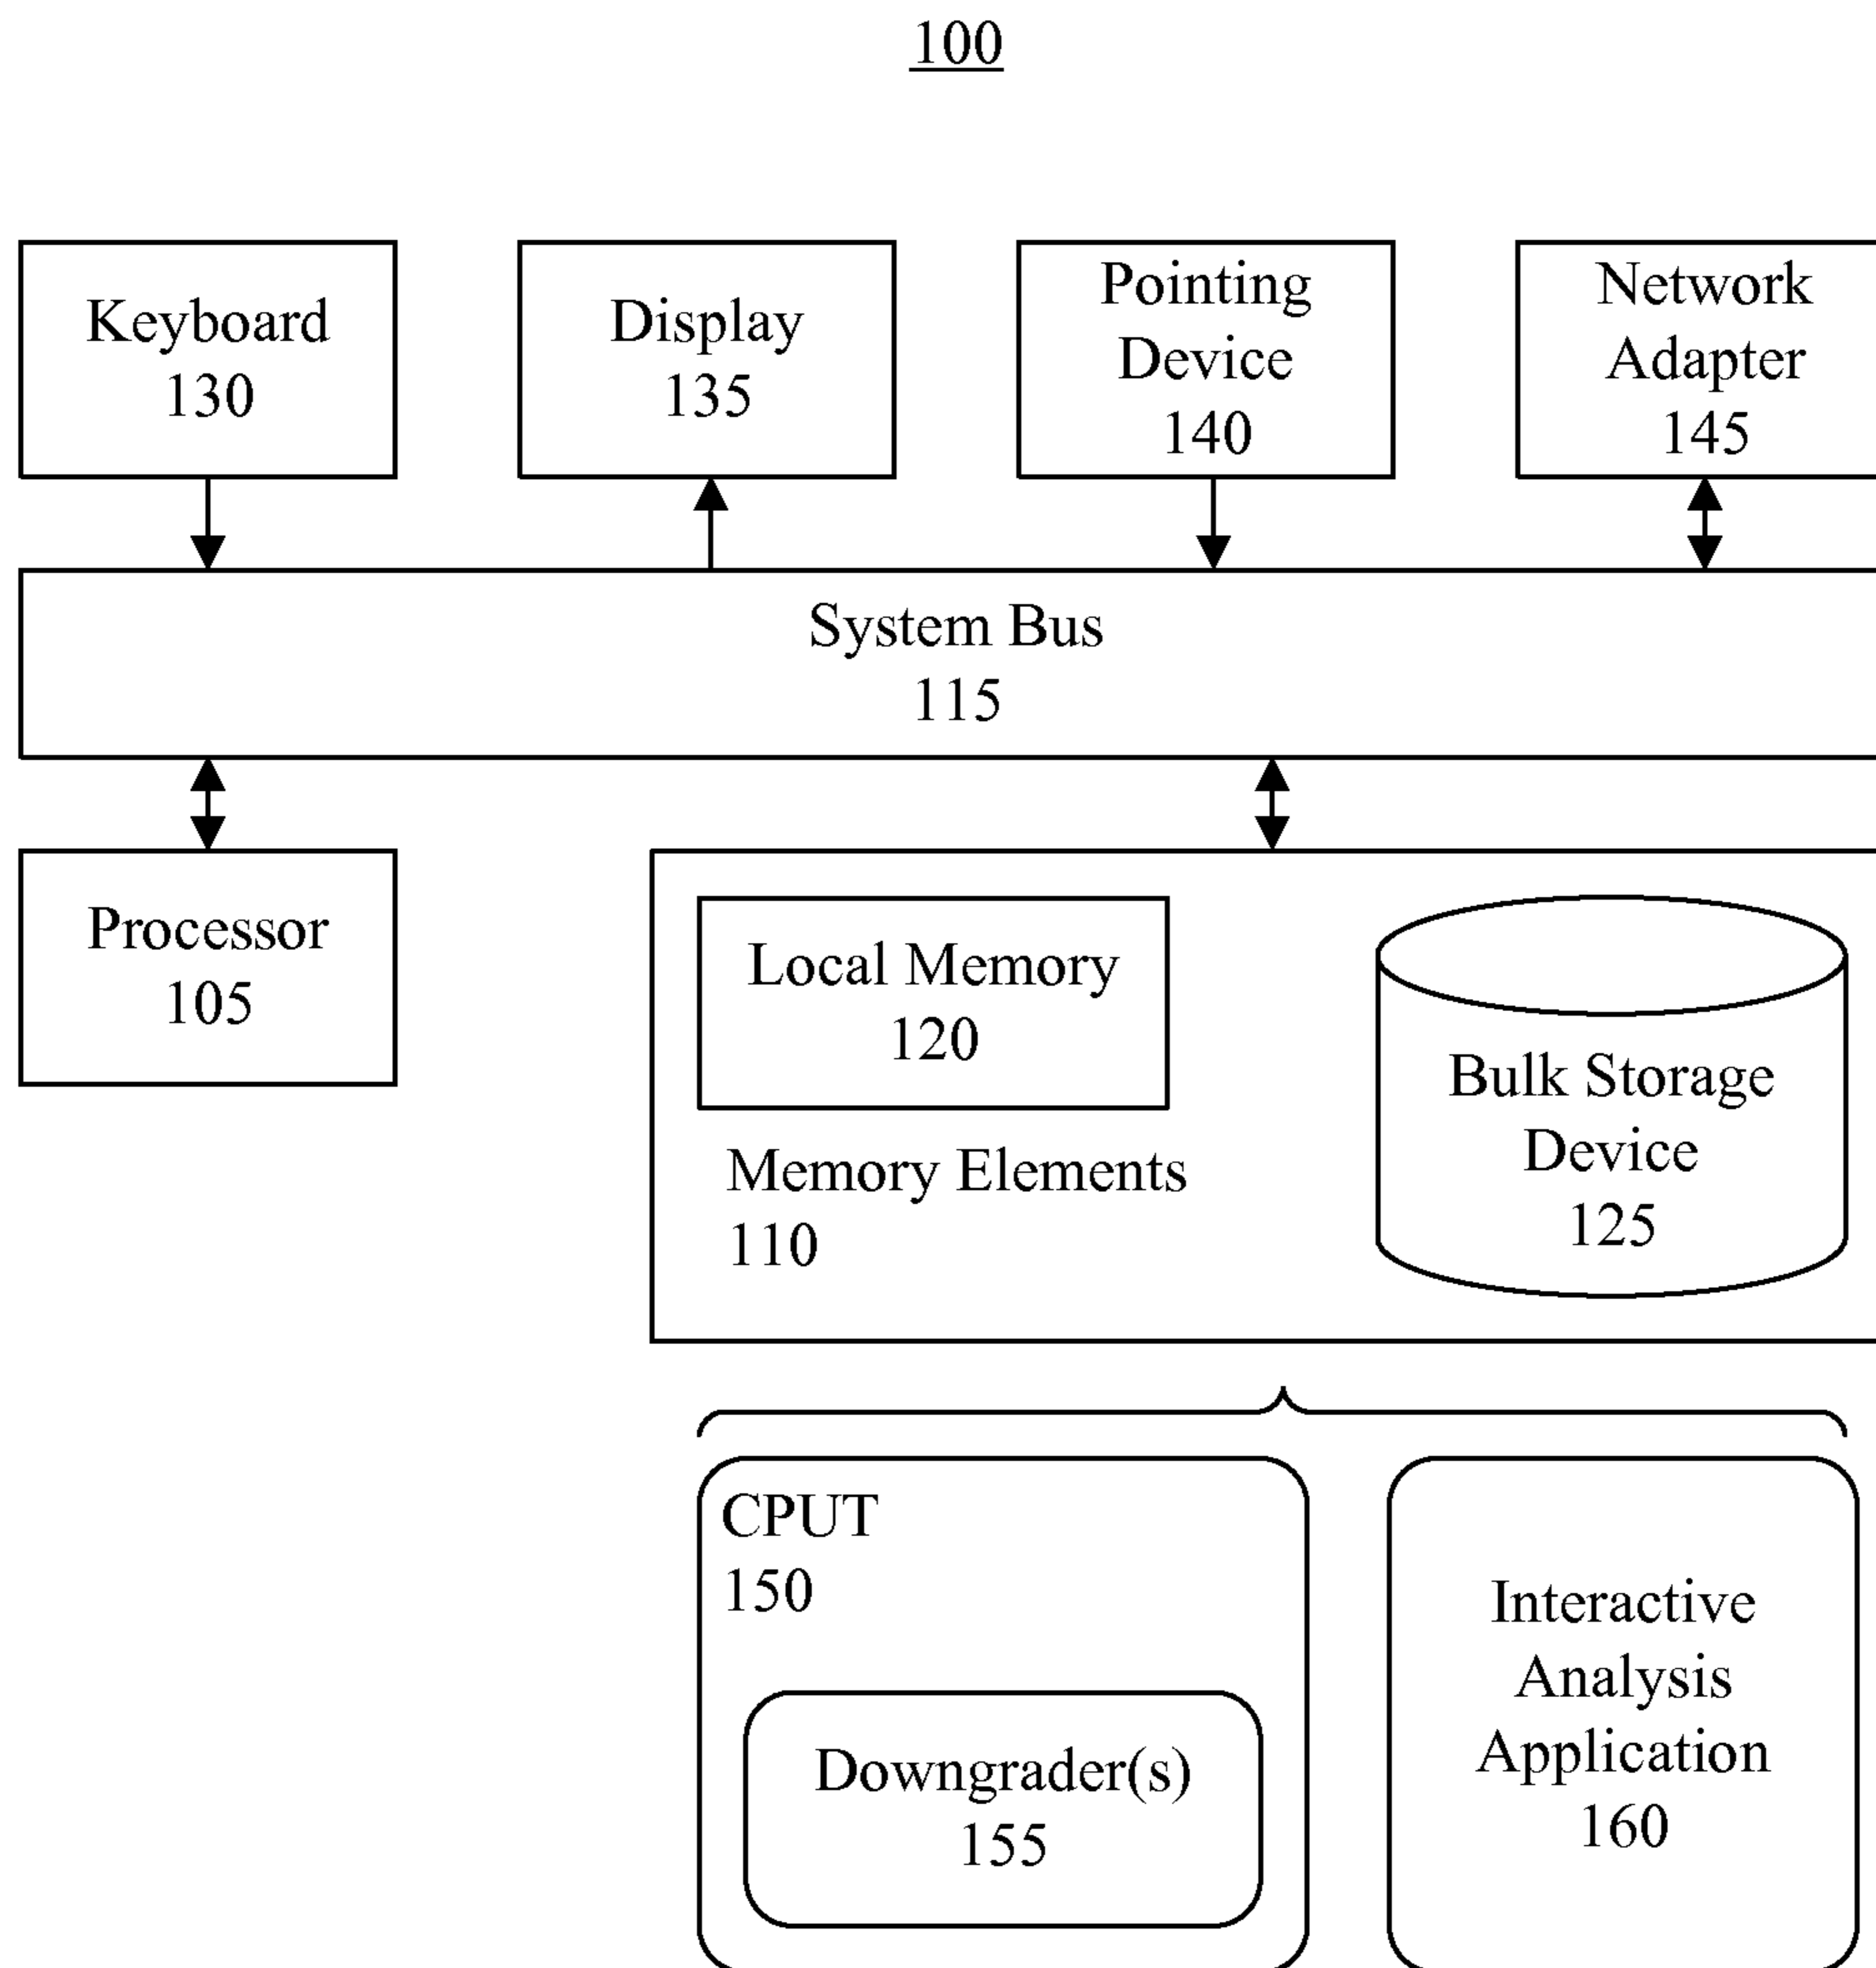 100
Keyboard
130
Display
135
Pointing
Device
140
Network
Adapter
145
System Bus
115
Processor
105
Local Memory
120
Memory Elements
110
Bulk Storage
Device
125
CPUT
150
Downgrader(s)
155
Interactive
Analysis
Application
160